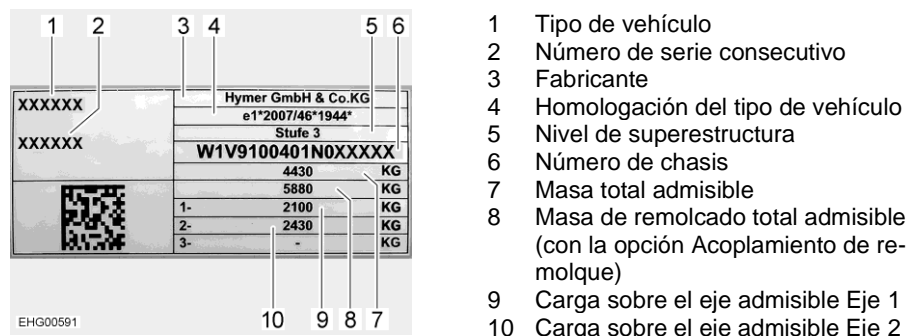 1 2 3 4 5 6
XXXXXX
XXXXXX
Hymer GmbH & Co.KG
e1*2007/46*1944*
Stufe 3
W1V9100401N0XXXXX
4430 KG
5880 KG
1- 2100 KG
2- 2430 KG
3- - KG
EHG00591
10 9 8 7
1 Tipo de vehículo
2 Número de serie consecutivo
3 Fabricante
4 Homologación del tipo de vehículo
5 Nivel de superestructura
6 Número de chasis
7 Masa total admisible
8 Masa de remolcado total admisible
(con la opción Acoplamiento de re-
molque)
9 Carga sobre el eje admisible Eje 1
10 Carga sobre el eje admisible Eje 2